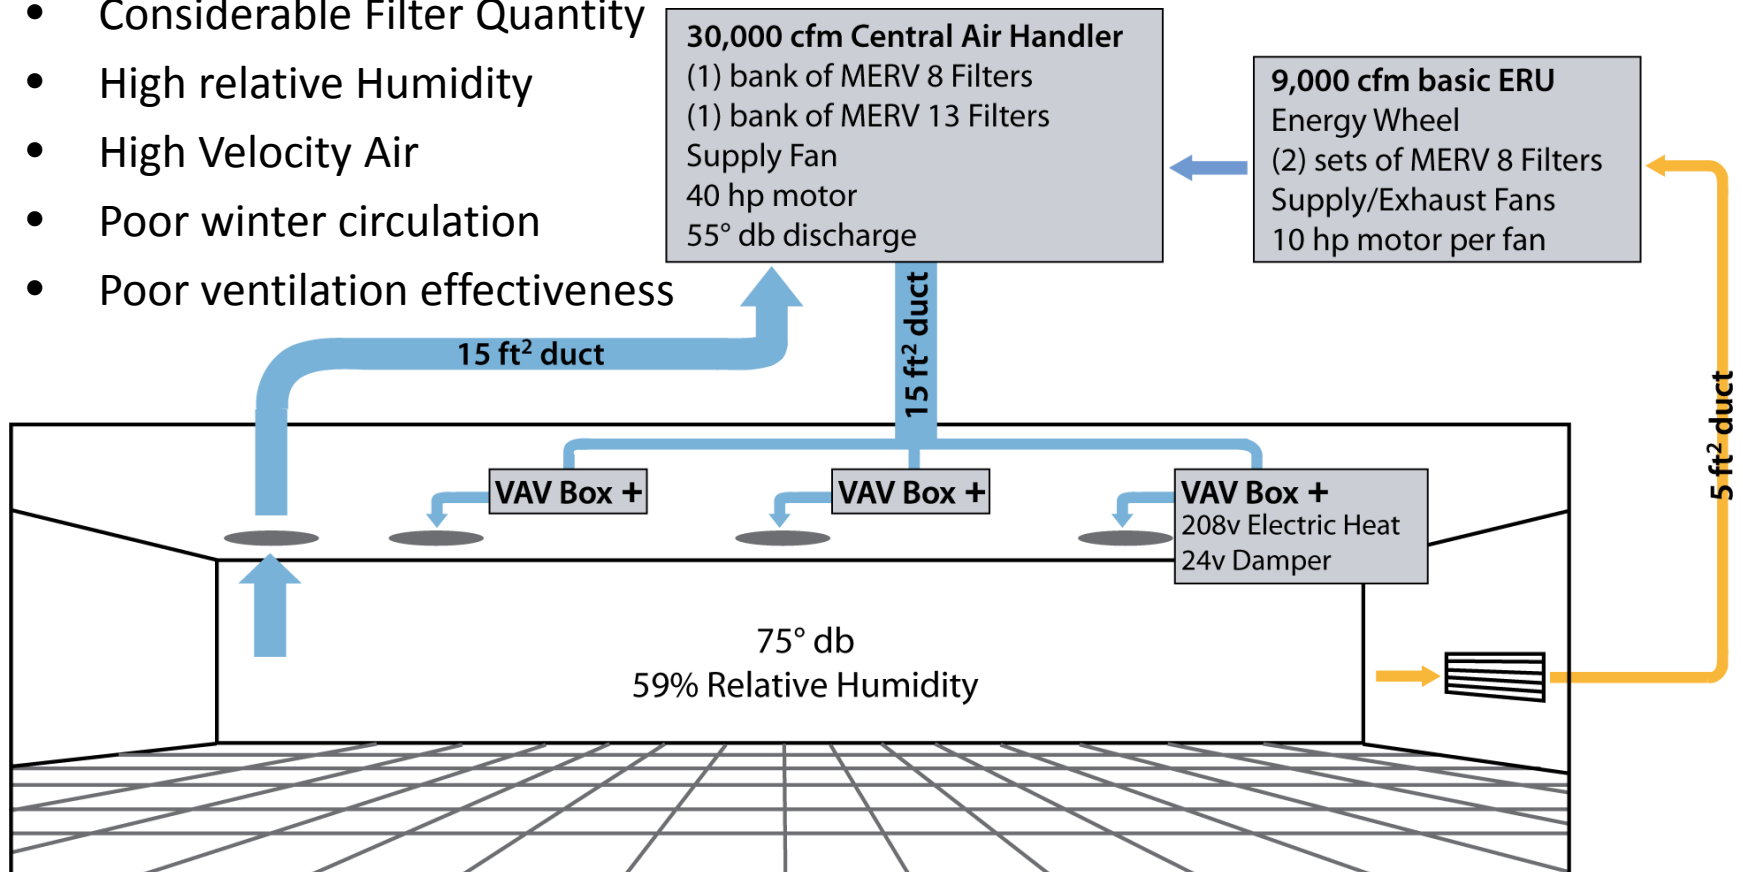 • Considerable Filter Quantity
• High relative Humidity
• High Velocity Air
• Poor winter circulation
• Poor ventilation effectiveness
30,000 cfm Central Air Handler
(1) bank of MERV 8 Filters
(1) bank of MERV 13 Filters
Supply Fan
40 hp motor
55° db discharge
9,000 cfm basic ERU
Energy Wheel
(2) sets of MERV 8 Filters
Supply/Exhaust Fans
10 hp motor per fan
15 ft² duct
15 ft² duct
5 ft² duct
VAV Box +
VAV Box +
VAV Box +
208v Electric Heat
24v Damper
75° db
59% Relative Humidity